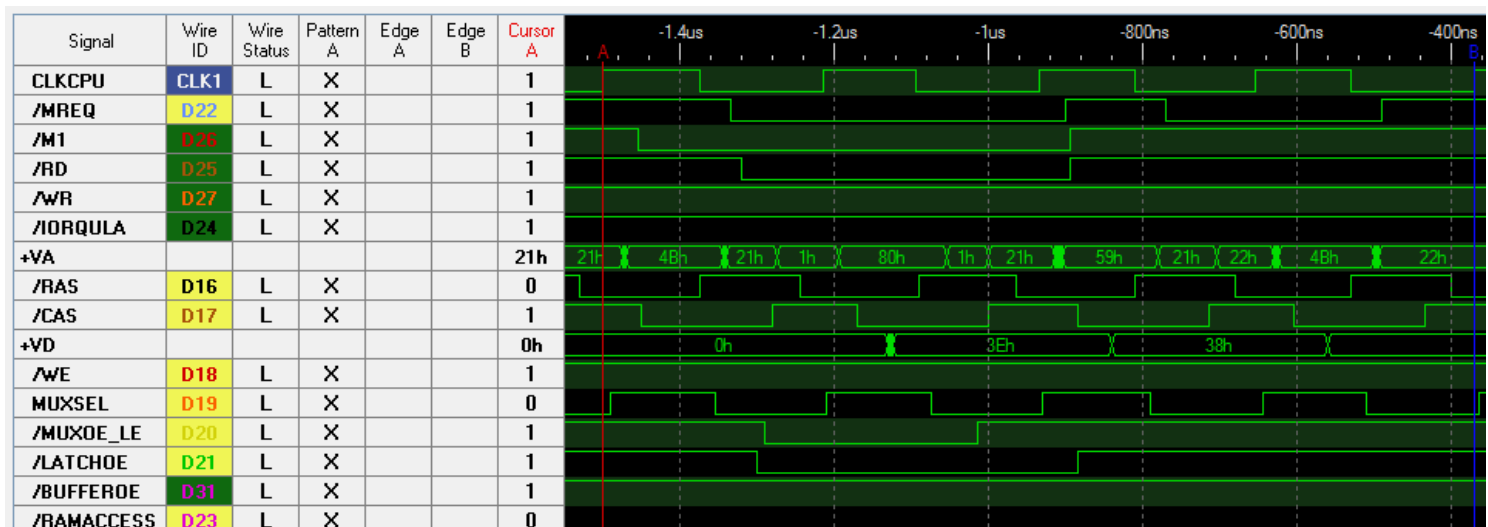 Signal Wire ID Wire Status Pattern A Edge A Edge B Cursor A -1.4us -1.2us -1us -800ns -600ns -400ns
A B
CLKCPU CLK1 L X 1
/MREQ D22 L X 1
/M1 D26 L X 1
/RD D25 L X 1
/WR D27 L X 1
/IORQULA D24 L X 1
+VA 21h 21h 4Bh 21h 1h 80h 1h 21h 59h 21h 22h 4Bh 22h
/RAS D16 L X 0
/CAS D17 L X 1
+VD 0h 0h 3Eh 38h
/WE D18 L X 1
MUXSEL D19 L X 0
/MUXOE_LE D20 L X 1
/LATCHOE D21 L X 1
/BUFFEROE D31 L X 1
/RAMACCESS D23 L X 0